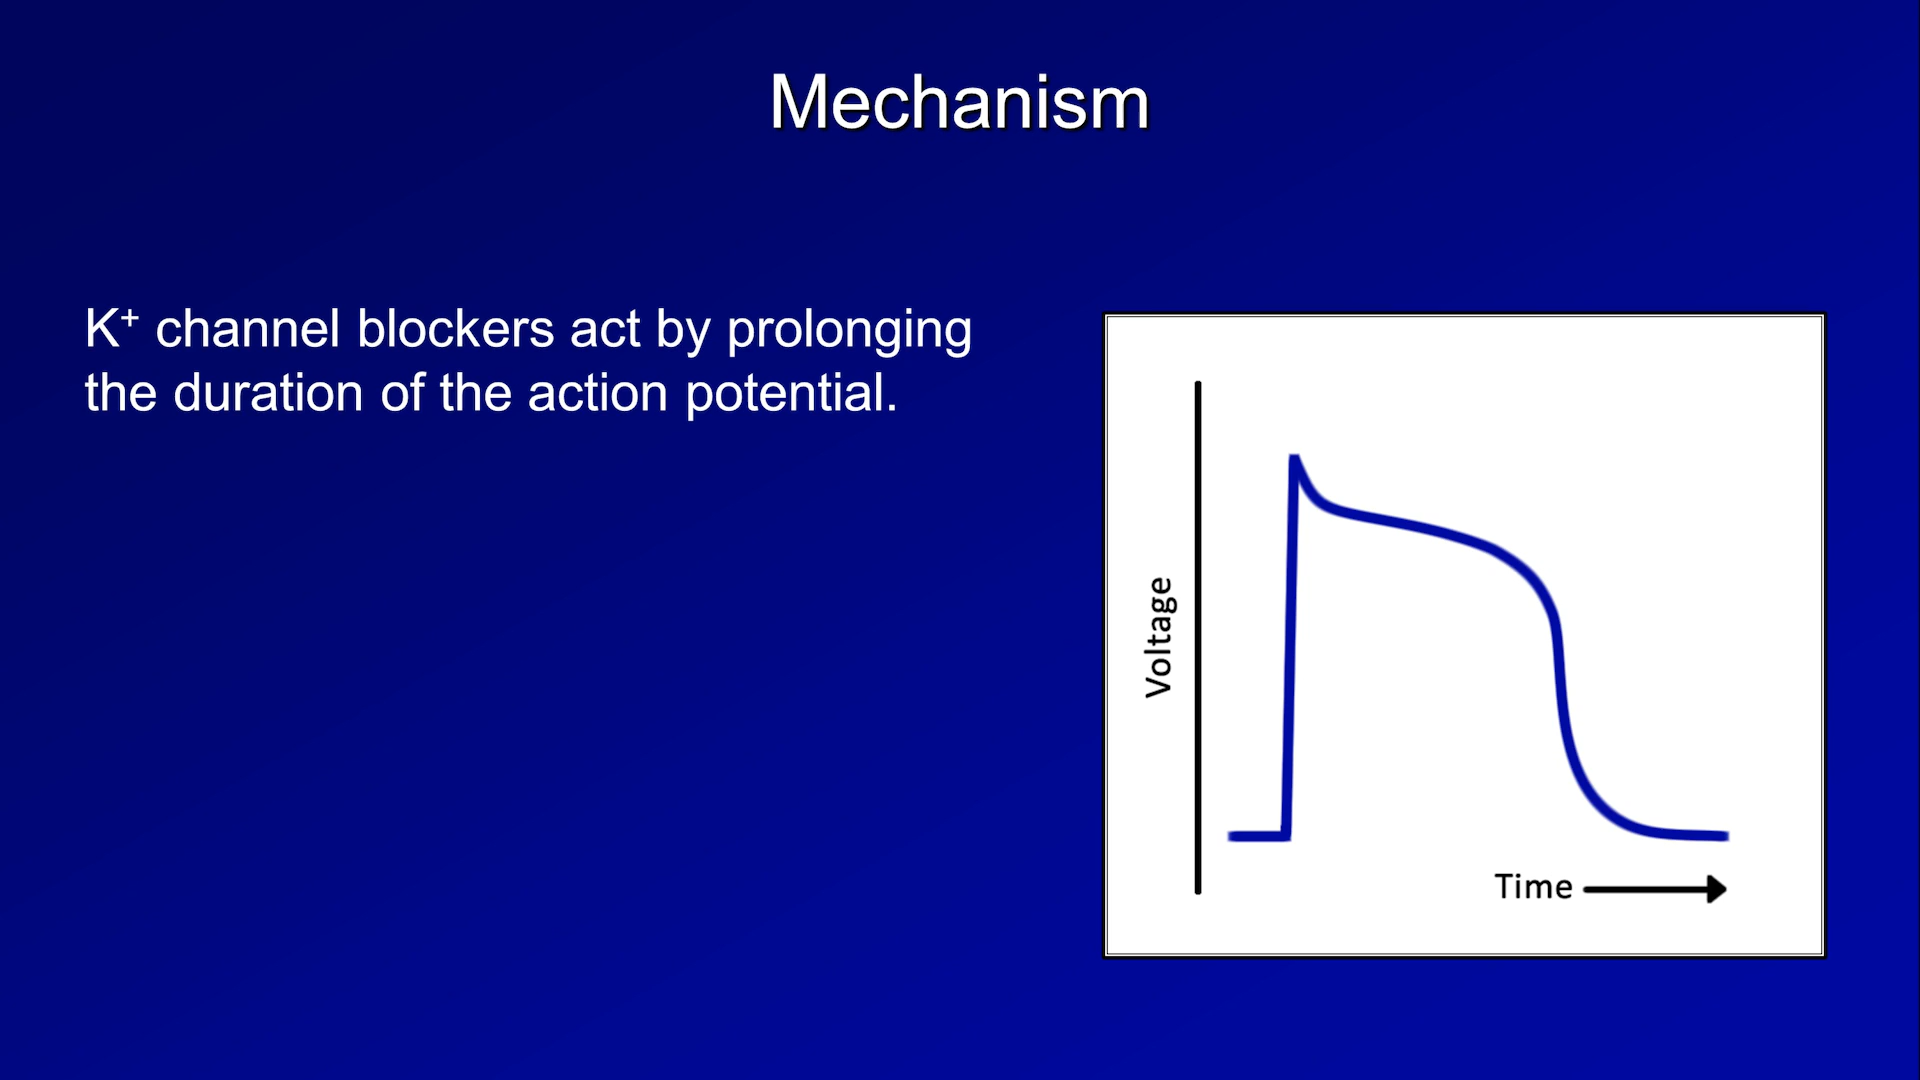 Mechanism
K⁺ channel blockers act by prolonging
the duration of the action potential.
Voltage
Time